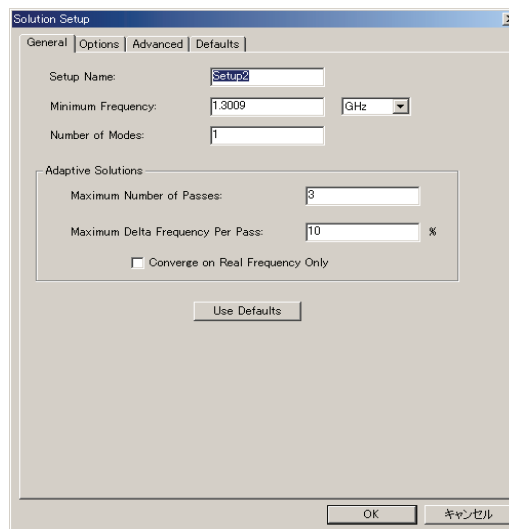 Solution Setup
General Options Advanced Defaults
Setup Name: Setup2
Minimum Frequency: 1.3009 GHz
Number of Modes: 1
Adaptive Solutions
Maximum Number of Passes: 3
Maximum Delta Frequency Per Pass: 10 %
Converge on Real Frequency Only
Use Defaults
OK キャンセル